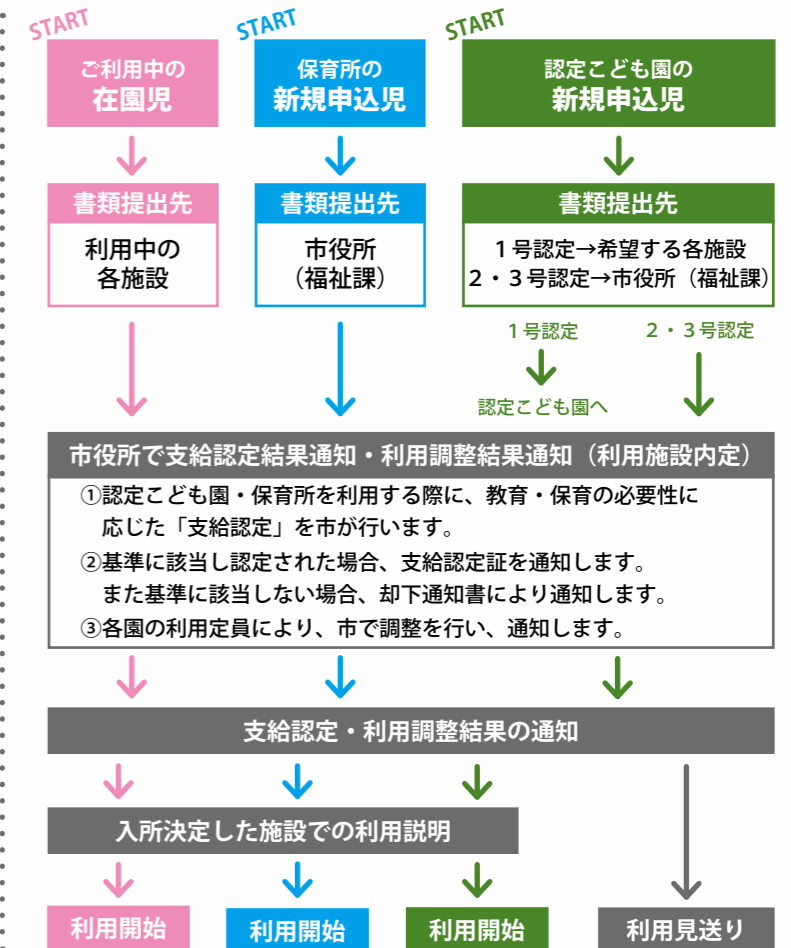 START
START
START
ご利用中の
在園児
保育所の
新規申込児
認定こども園の
新規申込児
書類提出先
利用中の
各施設
書類提出先
市役所
（福祉課）
書類提出先
１号認定→希望する各施設
２・３号認定→市役所（福祉課）
１号認定
２・３号認定
認定こども園へ
市役所で支給認定結果通知・利用調整結果通知（利用施設内定）
①認定こども園・保育所を利用する際に、教育・保育の必要性に
応じた「支給認定」を市が行います。
②基準に該当し認定された場合、支給認定証を通知します。
また基準に該当しない場合、却下通知書により通知します。
③各園の利用定員により、市で調整を行い、通知します。
支給認定・利用調整結果の通知
入所決定した施設での利用説明
利用開始
利用開始
利用開始
利用見送り